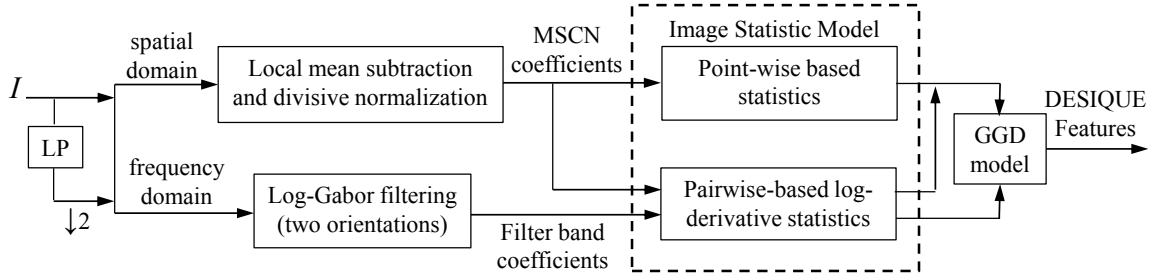 I
LP
↓2
spatial
domain
frequency
domain
Local mean subtraction
and divisive normalization
Log-Gabor filtering
(two orientations)
MSCN
coefficients
Filter band
coefficients
Image Statistic Model
Point-wise based
statistics
Pairwise-based log-
derivative statistics
GGD
model
DESIQUE
Features